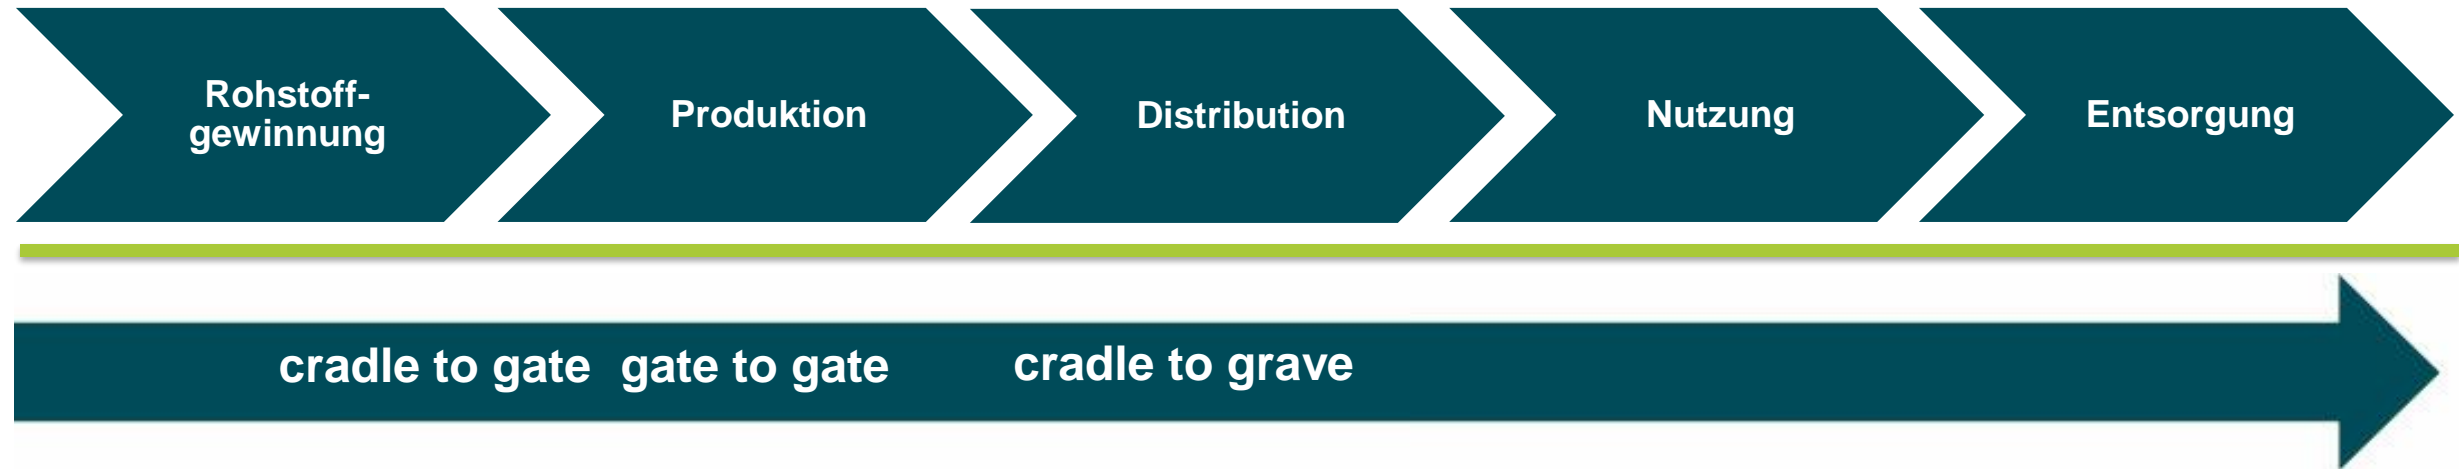 Rohstoff-
gewinnung
Produktion
Distribution
Nutzung
Entsorgung
cradle to gate gate to gate cradle to grave